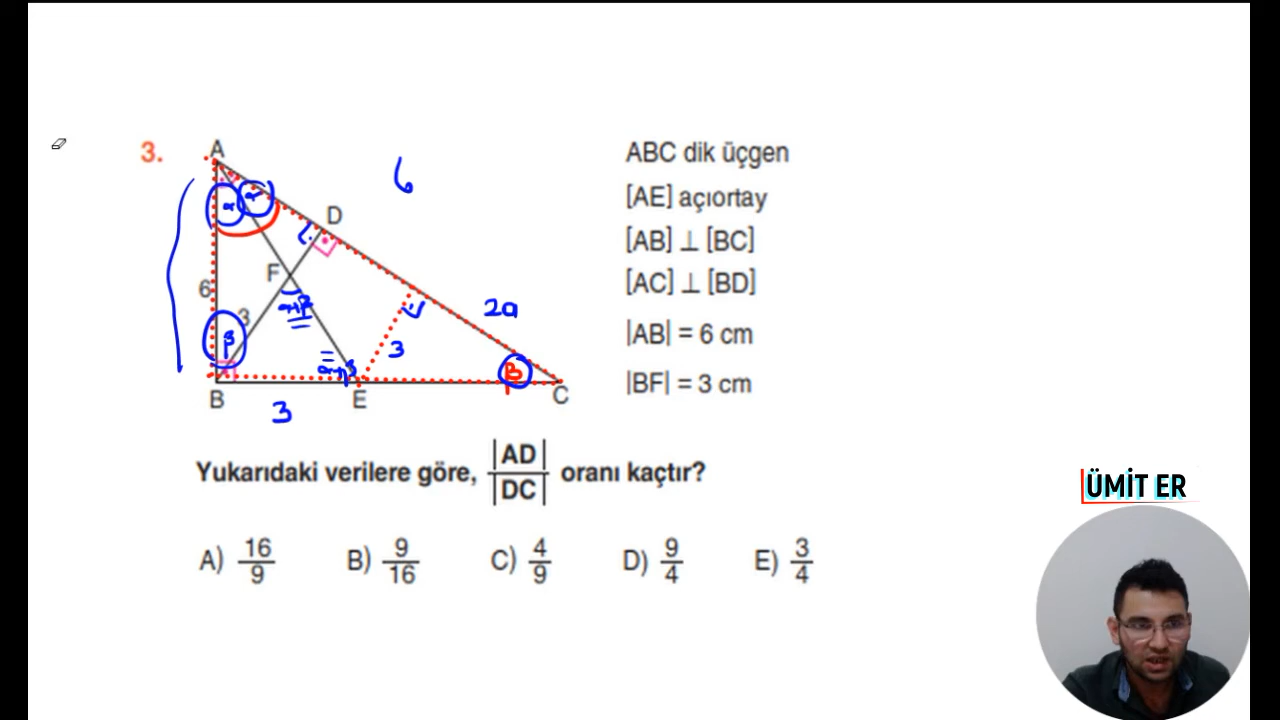 3.
A
6
ABC dik üçgen
α α
[AE] açıortay
D
[AB] ⊥ [BC]
F
[AC] ⊥ [BD]
6
α+β
2a
3
|AB| = 6 cm
β
3
α+β
β
|BF| = 3 cm
B
3
E
C
Yukarıdaki verilere göre, |AD| / |DC| oranı kaçtır?
ÜMİT ER
A) 16/9 B) 9/16 C) 4/9 D) 9/4 E) 3/4